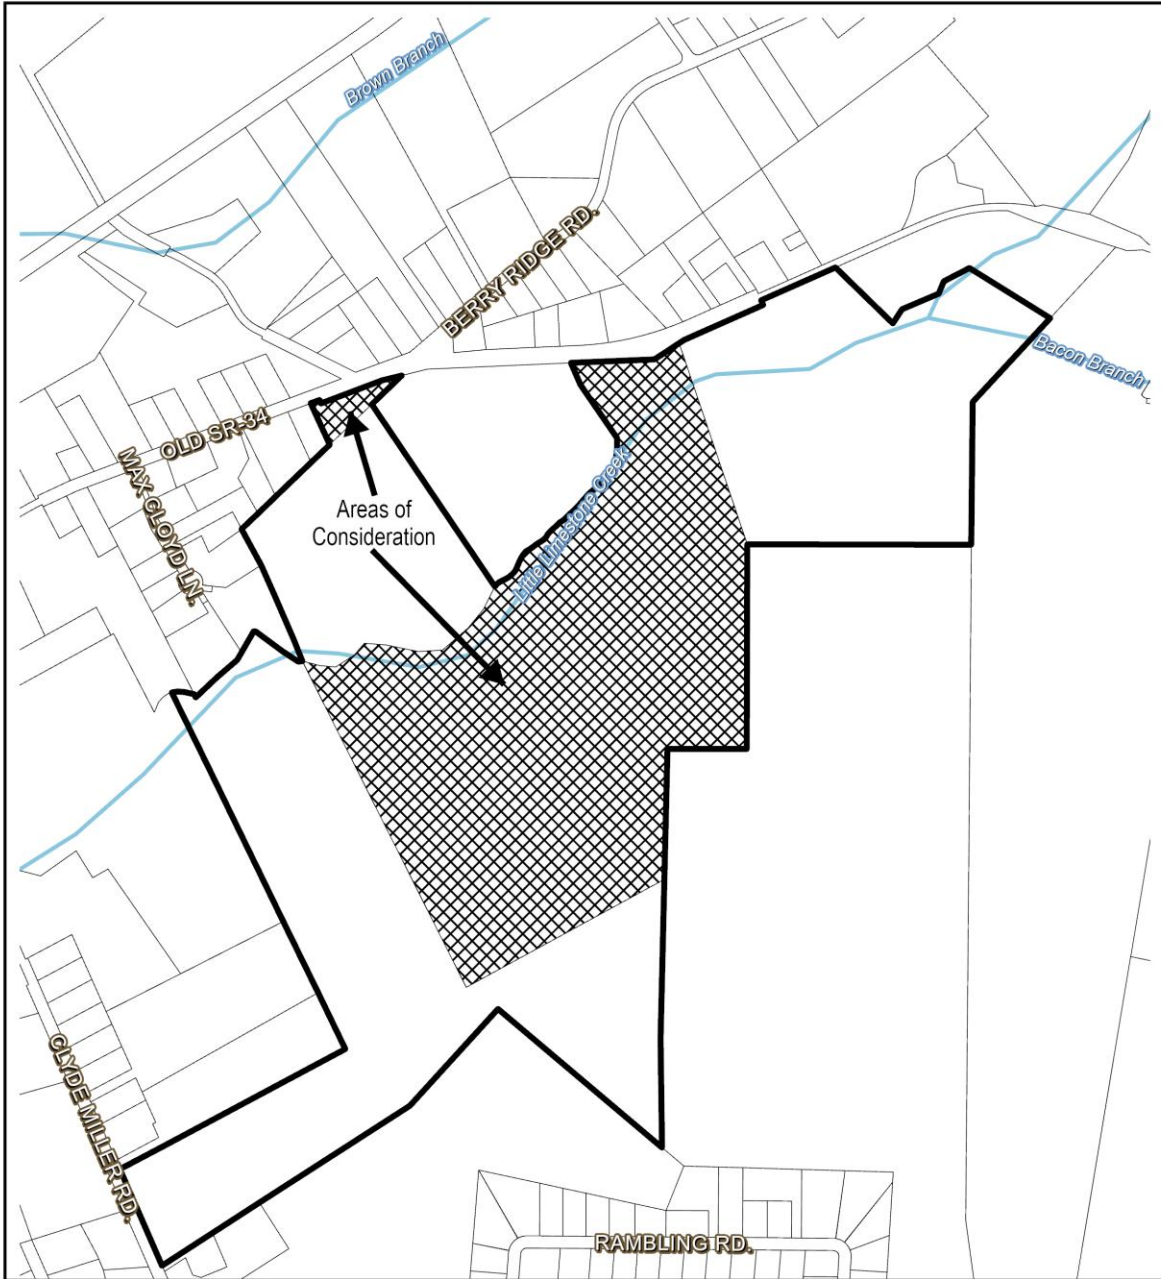 Brown Branch
BERRY RIDGE RD.
Bacon Branch
OLD SR-34
MAX CLOYD LN.
Areas of
Consideration
Little Limestone Creek
CLYDE MILLER RD.
RAMBLING RD.